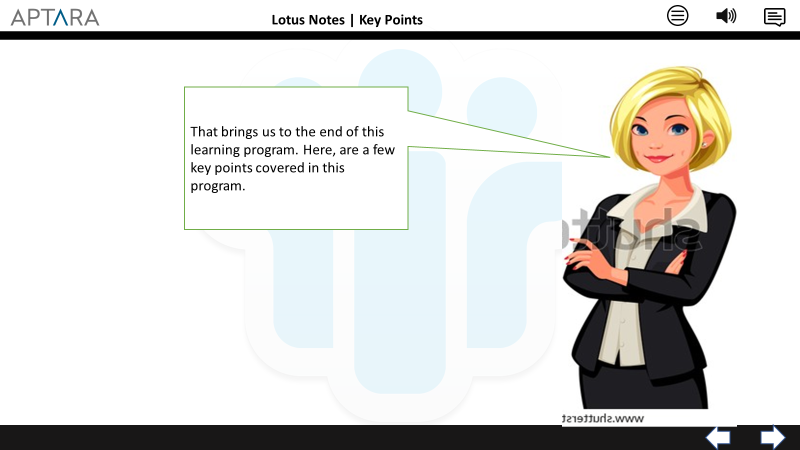 APTARA
Lotus Notes | Key Points
That brings us to the end of this
learning program. Here, are a few
key points covered in this
program.
shutte
www.shutterst